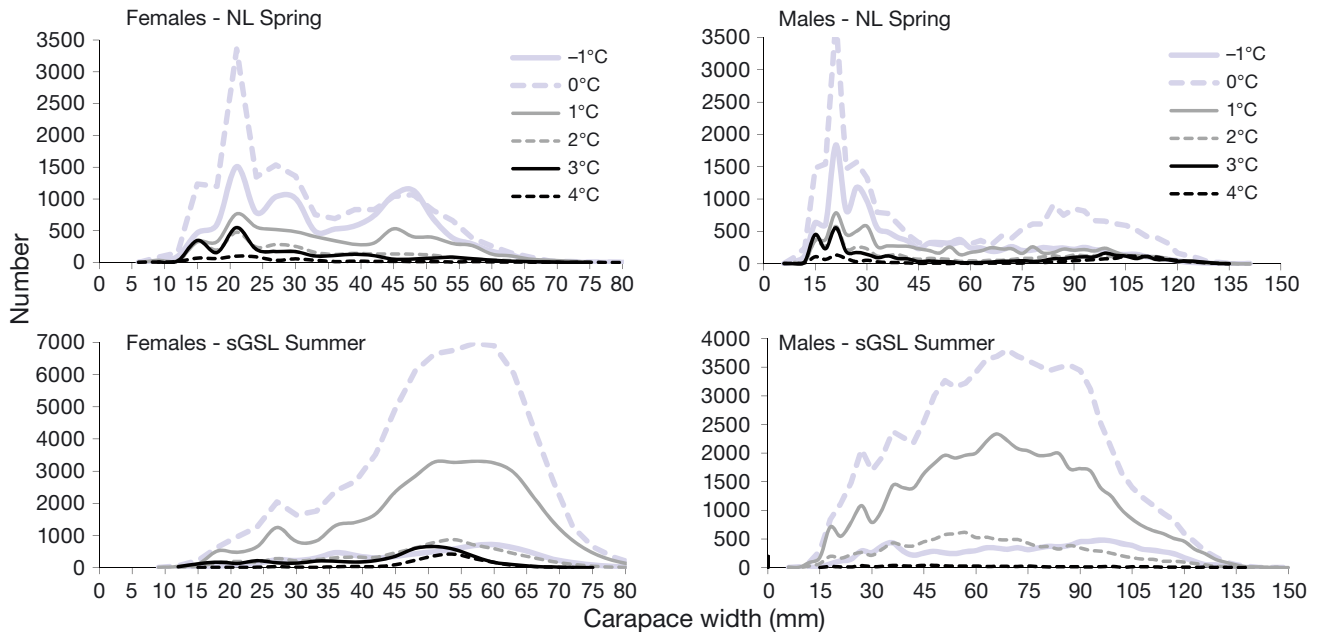 Females - NL Spring
3500
3000
2500
2000
1500
1000
500
0
0 5 10 15 20 25 30 35 40 45 50 55 60 65 70 75 80
–1°C
0°C
1°C
2°C
3°C
4°C
Males - NL Spring
3500
3000
2500
2000
1500
1000
500
0
0 15 30 45 60 75 90 105 120 135 150
–1°C
0°C
1°C
2°C
3°C
4°C
Number
Females - sGSL Summer
7000
6000
5000
4000
3000
2000
1000
0
0 5 10 15 20 25 30 35 40 45 50 55 60 65 70 75 80
Males - sGSL Summer
4000
3500
3000
2500
2000
1500
1000
500
0
0 15 30 45 60 75 90 105 120 135 150
Carapace width (mm)